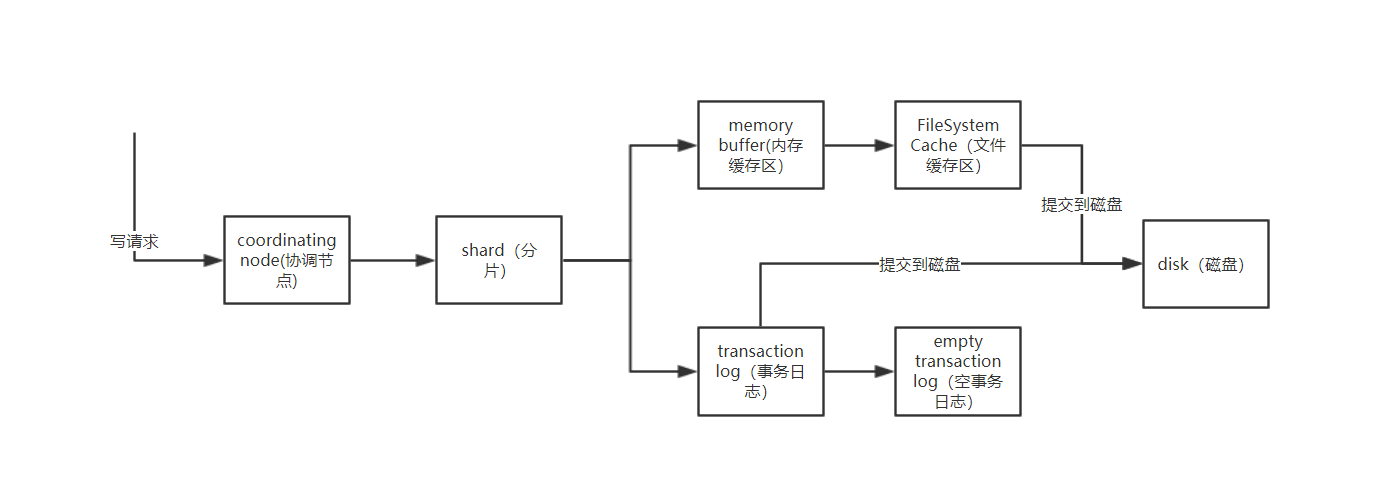 写请求
coordinating
node(协调节
点)
shard（分
片）
memory
buffer(内存
缓存区）
FileSystem
Cache（文件
缓存区）
提交到磁盘
提交到磁盘
disk（磁盘）
transaction
log（事务日
志）
empty
transaction
log（空事务
日志）